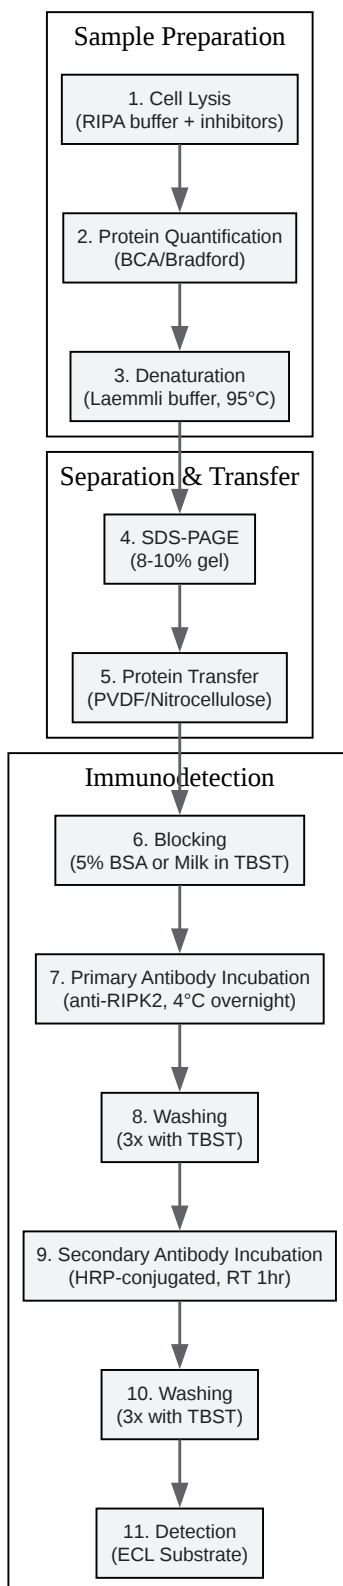 Sample Preparation
1. Cell Lysis
(RIPA buffer + inhibitors)
2. Protein Quantification
(BCA/Bradford)
3. Denaturation
(Laemmli buffer, 95°C)
Separation & Transfer
4. SDS-PAGE
(8-10% gel)
5. Protein Transfer
(PVDF/Nitrocellulose)
Immunodetection
6. Blocking
(5% BSA or Milk in TBST)
7. Primary Antibody Incubation
(anti-RIPK2, 4°C overnight)
8. Washing
(3x with TBST)
9. Secondary Antibody Incubation
(HRP-conjugated, RT 1hr)
10. Washing
(3x with TBST)
11. Detection
(ECL Substrate)